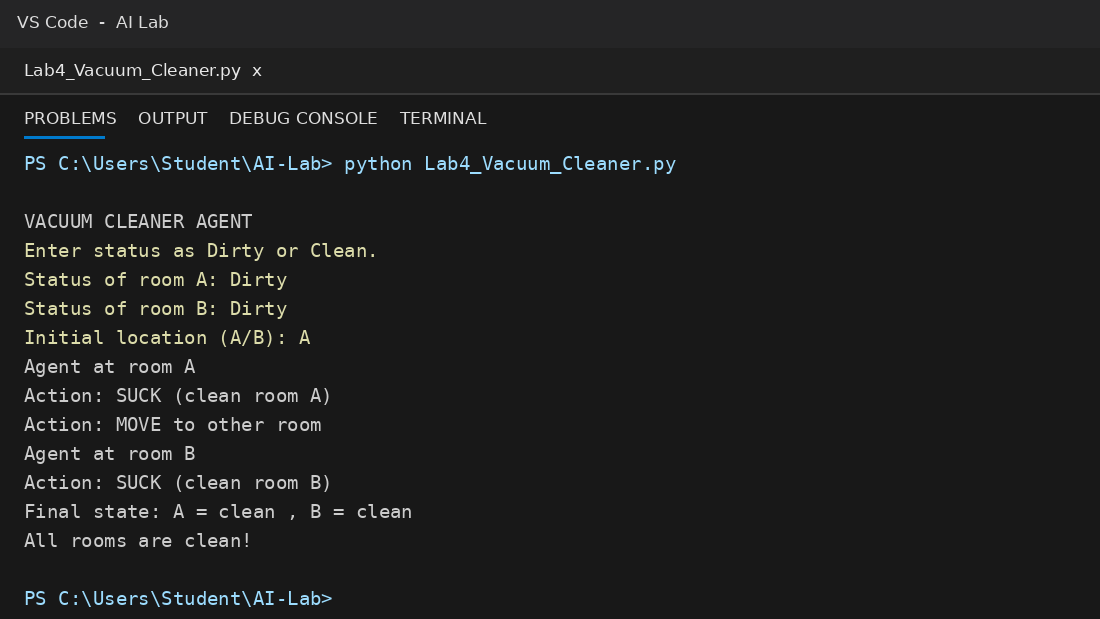 VS Code - AI Lab
Lab4_Vacuum_Cleaner.py x
PROBLEMS OUTPUT DEBUG CONSOLE TERMINAL
PS C:\Users\Student\AI-Lab> python Lab4_Vacuum_Cleaner.py
VACUUM CLEANER AGENT
Enter status as Dirty or Clean.
Status of room A: Dirty
Status of room B: Dirty
Initial location (A/B): A
Agent at room A
Action: SUCK (clean room A)
Action: MOVE to other room
Agent at room B
Action: SUCK (clean room B)
Final state: A = clean , B = clean
All rooms are clean!
PS C:\Users\Student\AI-Lab>